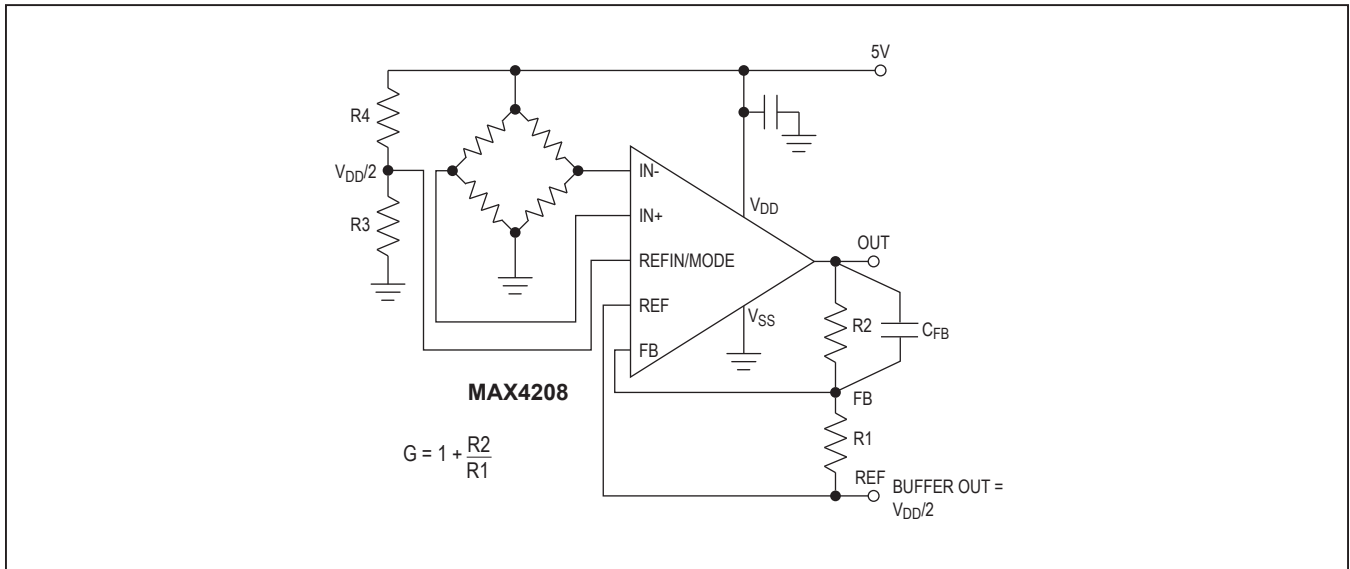 5V
R4
V_DD/2
R3
IN-
IN+
REFIN/MODE
REF
FB
V_DD
V_SS
OUT
R2
C_FB
FB
R1
REF
BUFFER OUT =
V_DD/2
MAX4208
G = 1 + R2/R1